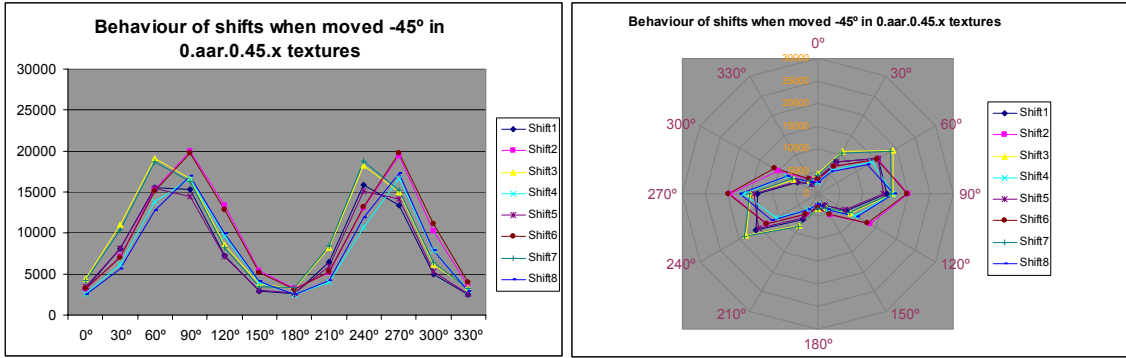 Behaviour of shifts when moved -45º in
0.aar.0.45.x textures
30000
25000
20000
15000
10000
5000
0
0º 30º 60º 90º 120º 150º 180º 210º 240º 270º 300º 330º
Shift1
Shift2
Shift3
Shift4
Shift5
Shift6
Shift7
Shift8
Behaviour of shifts when moved -45º in 0.aar.0.45.x textures
0º
30º
60º
90º
120º
150º
180º
210º
240º
270º
300º
330º
30000
25000
20000
15000
10000
Shift1
Shift2
Shift3
Shift4
Shift5
Shift6
Shift7
Shift8